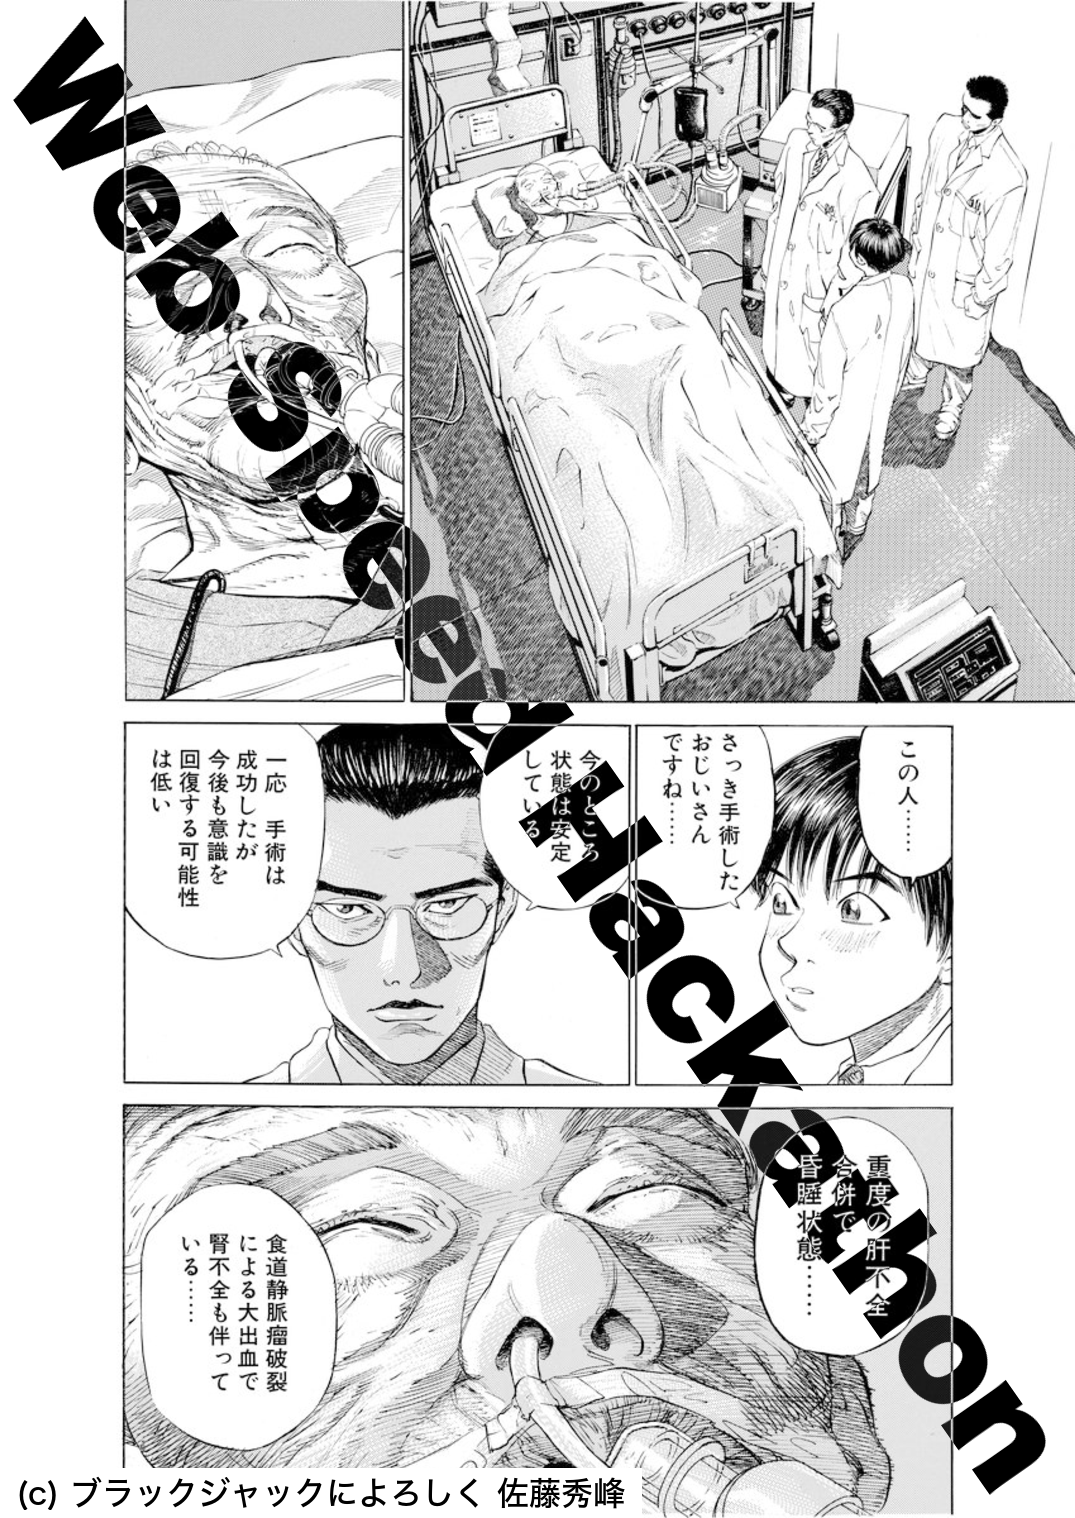 この人……
さっき手術した
おじいさん
ですね……
今のところ
状態は安定
している
一応 手術は
成功したが
今後も意識を
回復する可能性
は低い
重度の肝不全
合併で
昏睡状態……
食道静脈瘤破裂
による大出血で
腎不全も伴って
いる……
Web Speed Hackathon
(c) ブラックジャックによろしく 佐藤秀峰